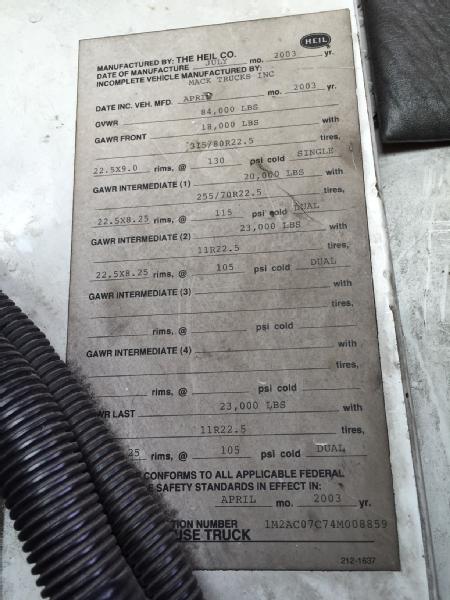 HEIL
MANUFACTURED BY: THE HEIL CO.
DATE OF MANUFACTURE JULY mo. 2003 yr.
INCOMPLETE VEHICLE MANUFACTURED BY:
MACK TRUCKS INC
DATE INC. VEH. MFD. APRIL mo. 2003 yr.
GVWR 84,000 LBS
GAWR FRONT 18,000 LBS with
315/80R22.5 tires,
22.5X9.0 rims, @ 130 psi cold SINGLE
GAWR INTERMEDIATE (1) 20,000 LBS with
255/70R22.5 tires,
22.5X8.25 rims, @ 115 psi cold DUAL
GAWR INTERMEDIATE (2) 23,000 LBS with
11R22.5 tires,
22.5X8.25 rims, @ 105 psi cold DUAL
GAWR INTERMEDIATE (3) with
tires,
rims, @ psi cold
GAWR INTERMEDIATE (4) with
tires,
rims, @ psi cold
WR LAST 23,000 LBS with
11R22.5 tires,
25 rims, @ 105 psi cold DUAL
CONFORMS TO ALL APPLICABLE FEDERAL
E SAFETY STANDARDS IN EFFECT IN:
APRIL mo. 2003 yr.
TION NUMBER 1M2AC07C74M008859
USE TRUCK
212-1637